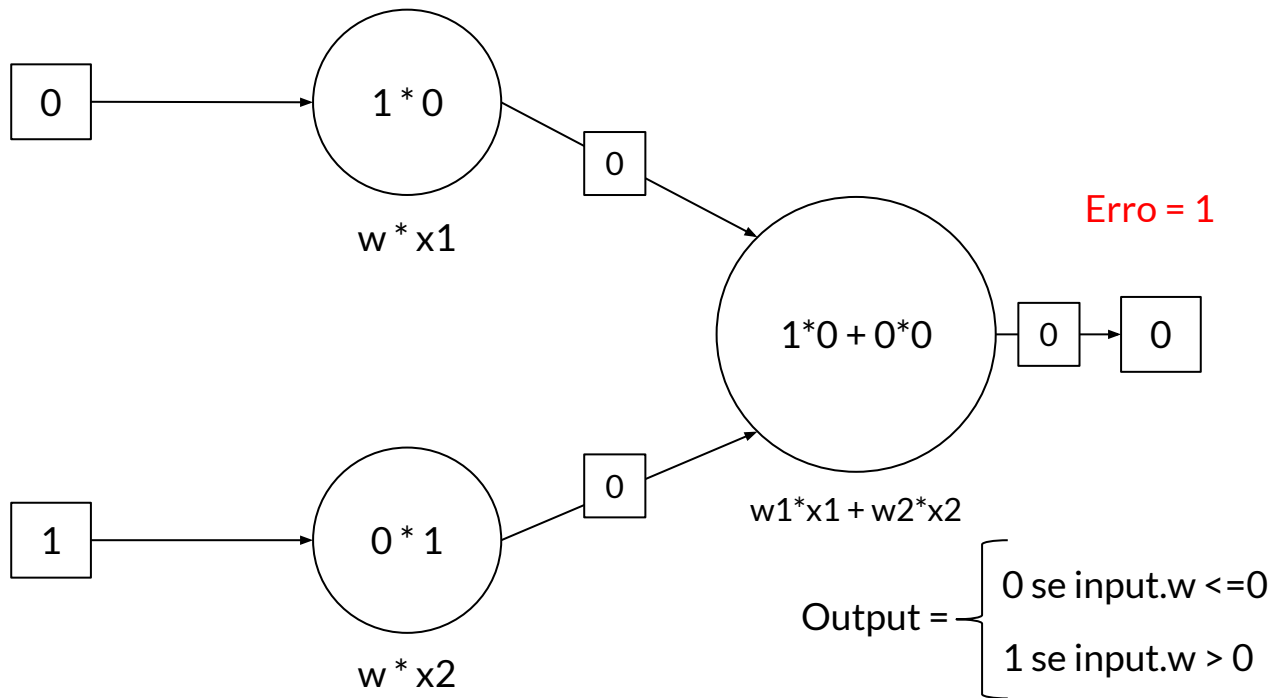 0
1 * 0
w * x1
0
Erro = 1
1*0 + 0*0
0
0
w1*x1 + w2*x2
1
0 * 1
w * x2
0
Output =
0 se input.w <=0
1 se input.w > 0